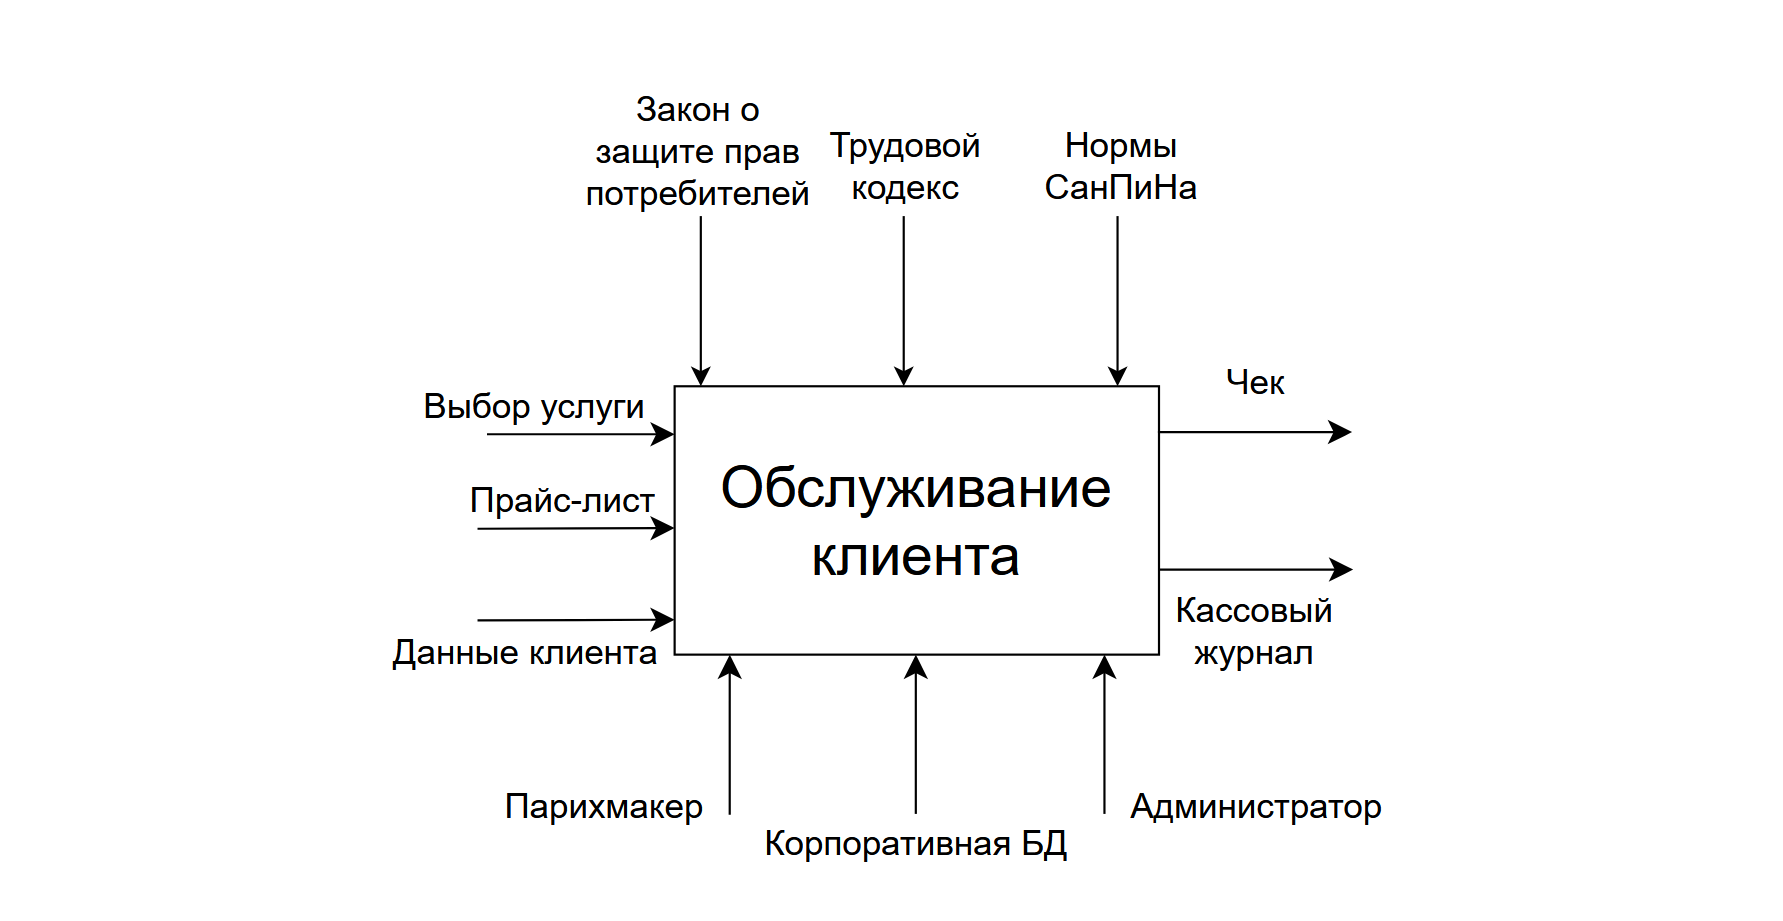 Закон о
защите прав
потребителей
Трудовой
кодекс
Нормы
СанПиНа
Выбор услуги
Прайс-лист
Данные клиента
Обслуживание
клиента
Чек
Кассовый
журнал
Парихмакер
Корпоративная БД
Администратор